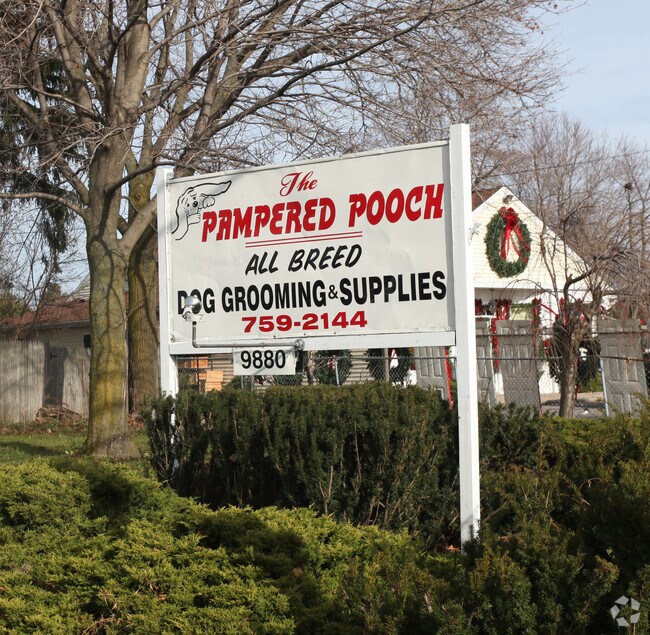 The
PAMPERED POOCH
ALL BREED
DOG GROOMING & SUPPLIES
759-2144
9880